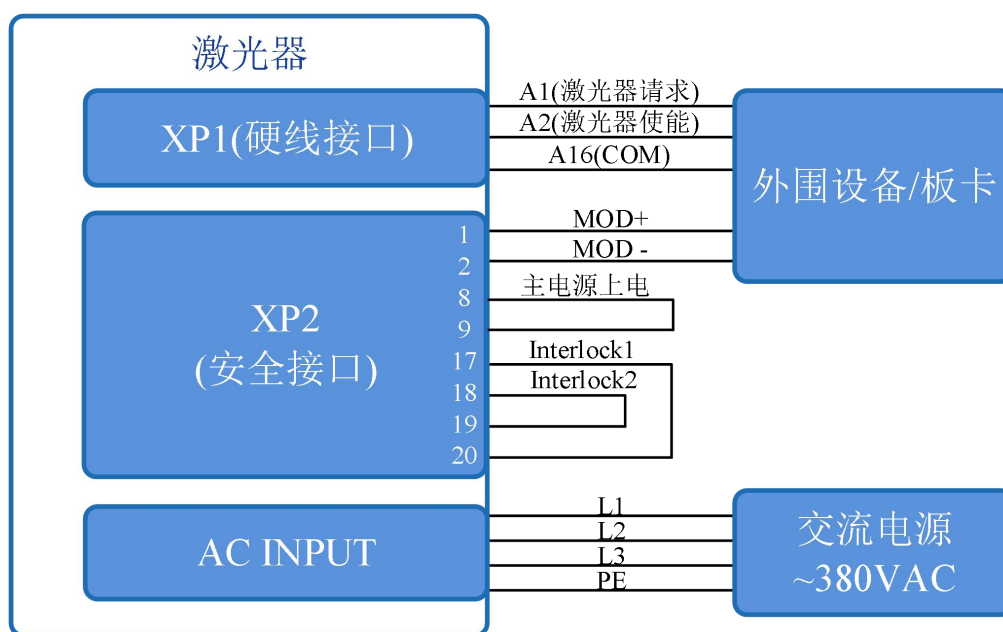 激光器
XP1(硬线接口)
A1(激光器请求)
A2(激光器使能)
A16(COM)
外围设备/板卡
XP2
(安全接口)
1
2
8
9
17
18
19
20
MOD+
MOD -
主电源上电
Interlock1
Interlock2
AC INPUT
L1
L2
L3
PE
交流电源
~380VAC